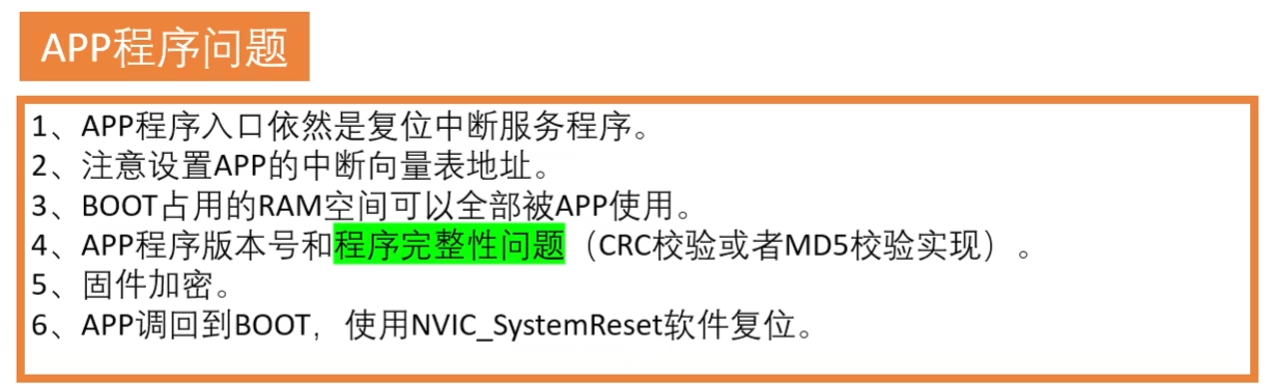 APP程序问题
1、APP程序入口依然是复位中断服务程序。
2、注意设置APP的中断向量表地址。
3、BOOT占用的RAM空间可以全部被APP使用。
4、APP程序版本号和程序完整性问题（CRC校验或者MD5校验实现）。
5、固件加密。
6、APP调回到BOOT，使用NVIC_SystemReset软件复位。